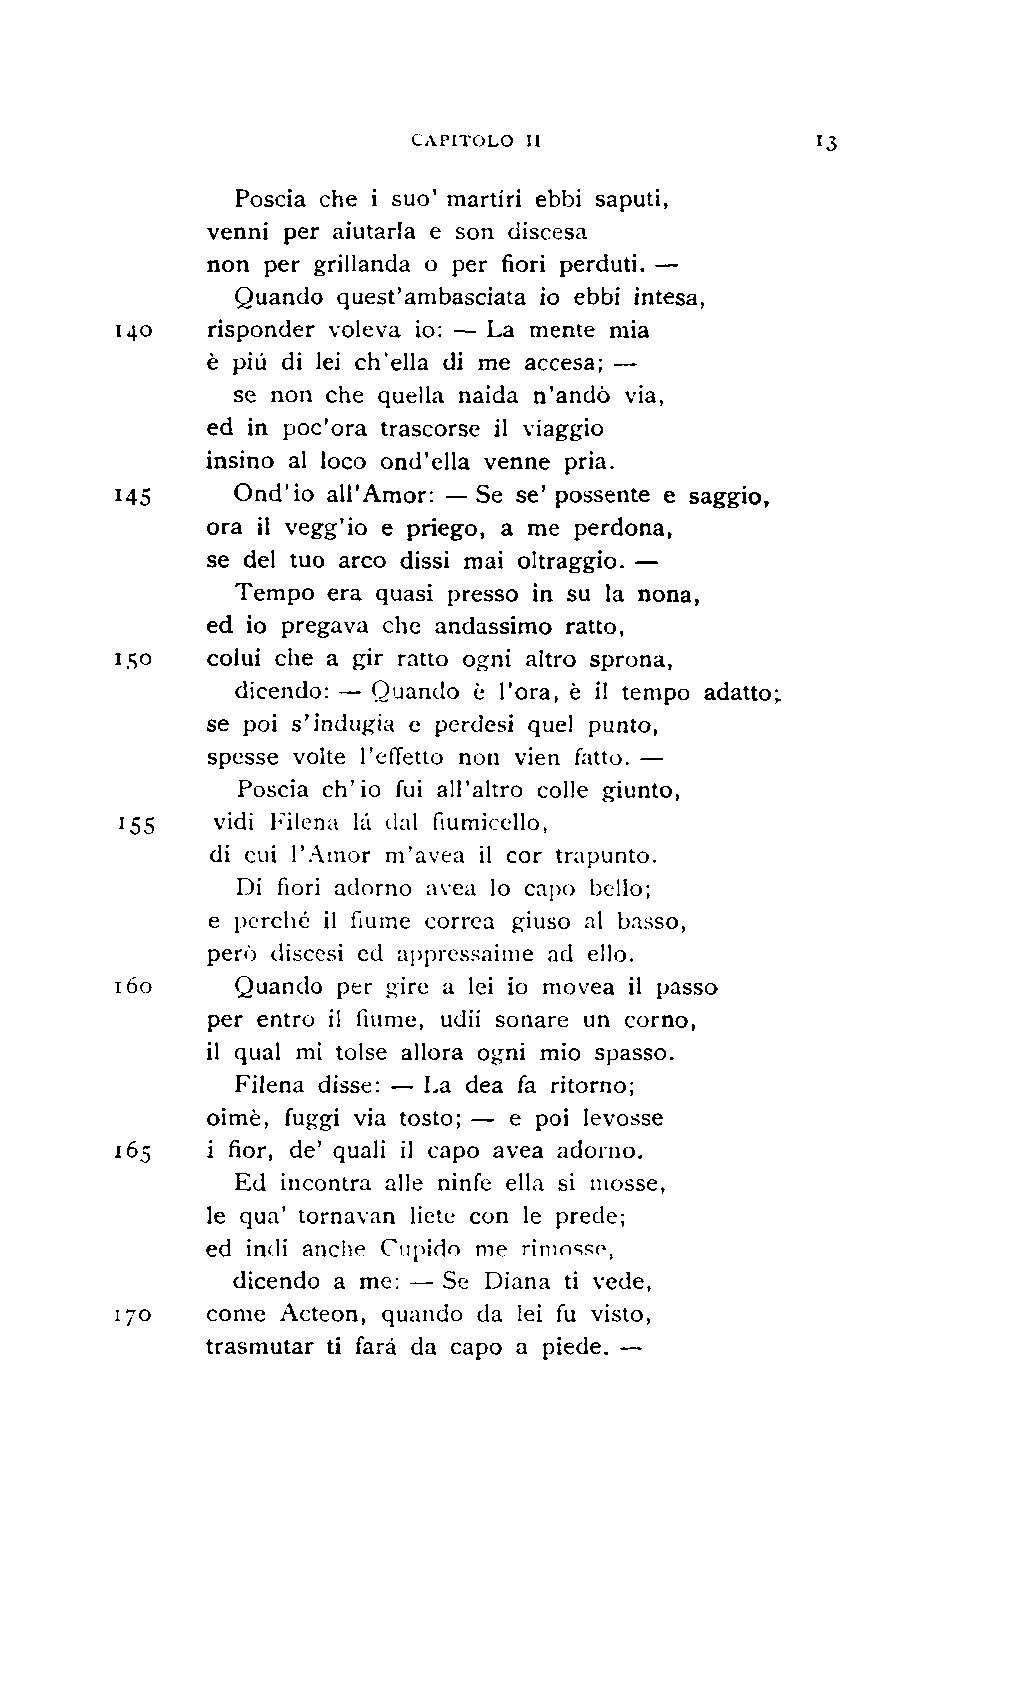 CAPITOLO II 13
Poscia che i suo' martíri ebbi saputi,
venni per aiutarla e son discesa
non per grillanda o per fiori perduti. —
Quando quest'ambasciata io ebbi intesa,
140 risponder voleva io: — La mente mia
è piú di lei ch'ella di me accesa; —
se non che quella naida n'andò via,
ed in poc'ora trascorse il viaggio
insino al loco ond'ella venne pria.
145 Ond'io all'Amor: — Se se' possente e saggio,
ora il vegg'io e priego, a me perdona,
se del tuo arco dissi mai oltraggio. —
Tempo era quasi presso in su la nona,
ed io pregava che andassimo ratto,
150 colui che a gir ratto ogni altro sprona,
dicendo: — Quando è l'ora, è il tempo adatto;
se poi s'indugia e perdesi quel punto,
spesse volte l'effetto non vien fatto. —
Poscia ch'io fui all'altro colle giunto,
155 vidi Filena lá dal fiumicello,
di cui l'Amor m'avea il cor trapunto.
Di fiori adorno avea lo capo bello;
e perché il fiume correa giuso al basso,
però discesi ed appressaime ad ello.
160 Quando per gire a lei io movea il passo
per entro il fiume, udii sonare un corno,
il qual mi tolse allora ogni mio spasso.
Filena disse: — La dea fa ritorno;
oimè, fuggi via tosto; — e poi levosse
165 i fior, de' quali il capo avea adorno.
Ed incontra alle ninfe ella si mosse,
le qua' tornavan liete con le prede;
ed indi anche Cupido me rimosse,
dicendo a me: — Se Diana ti vede,
170 come Acteon, quando da lei fu visto,
trasmutar ti fará da capo a piede. —